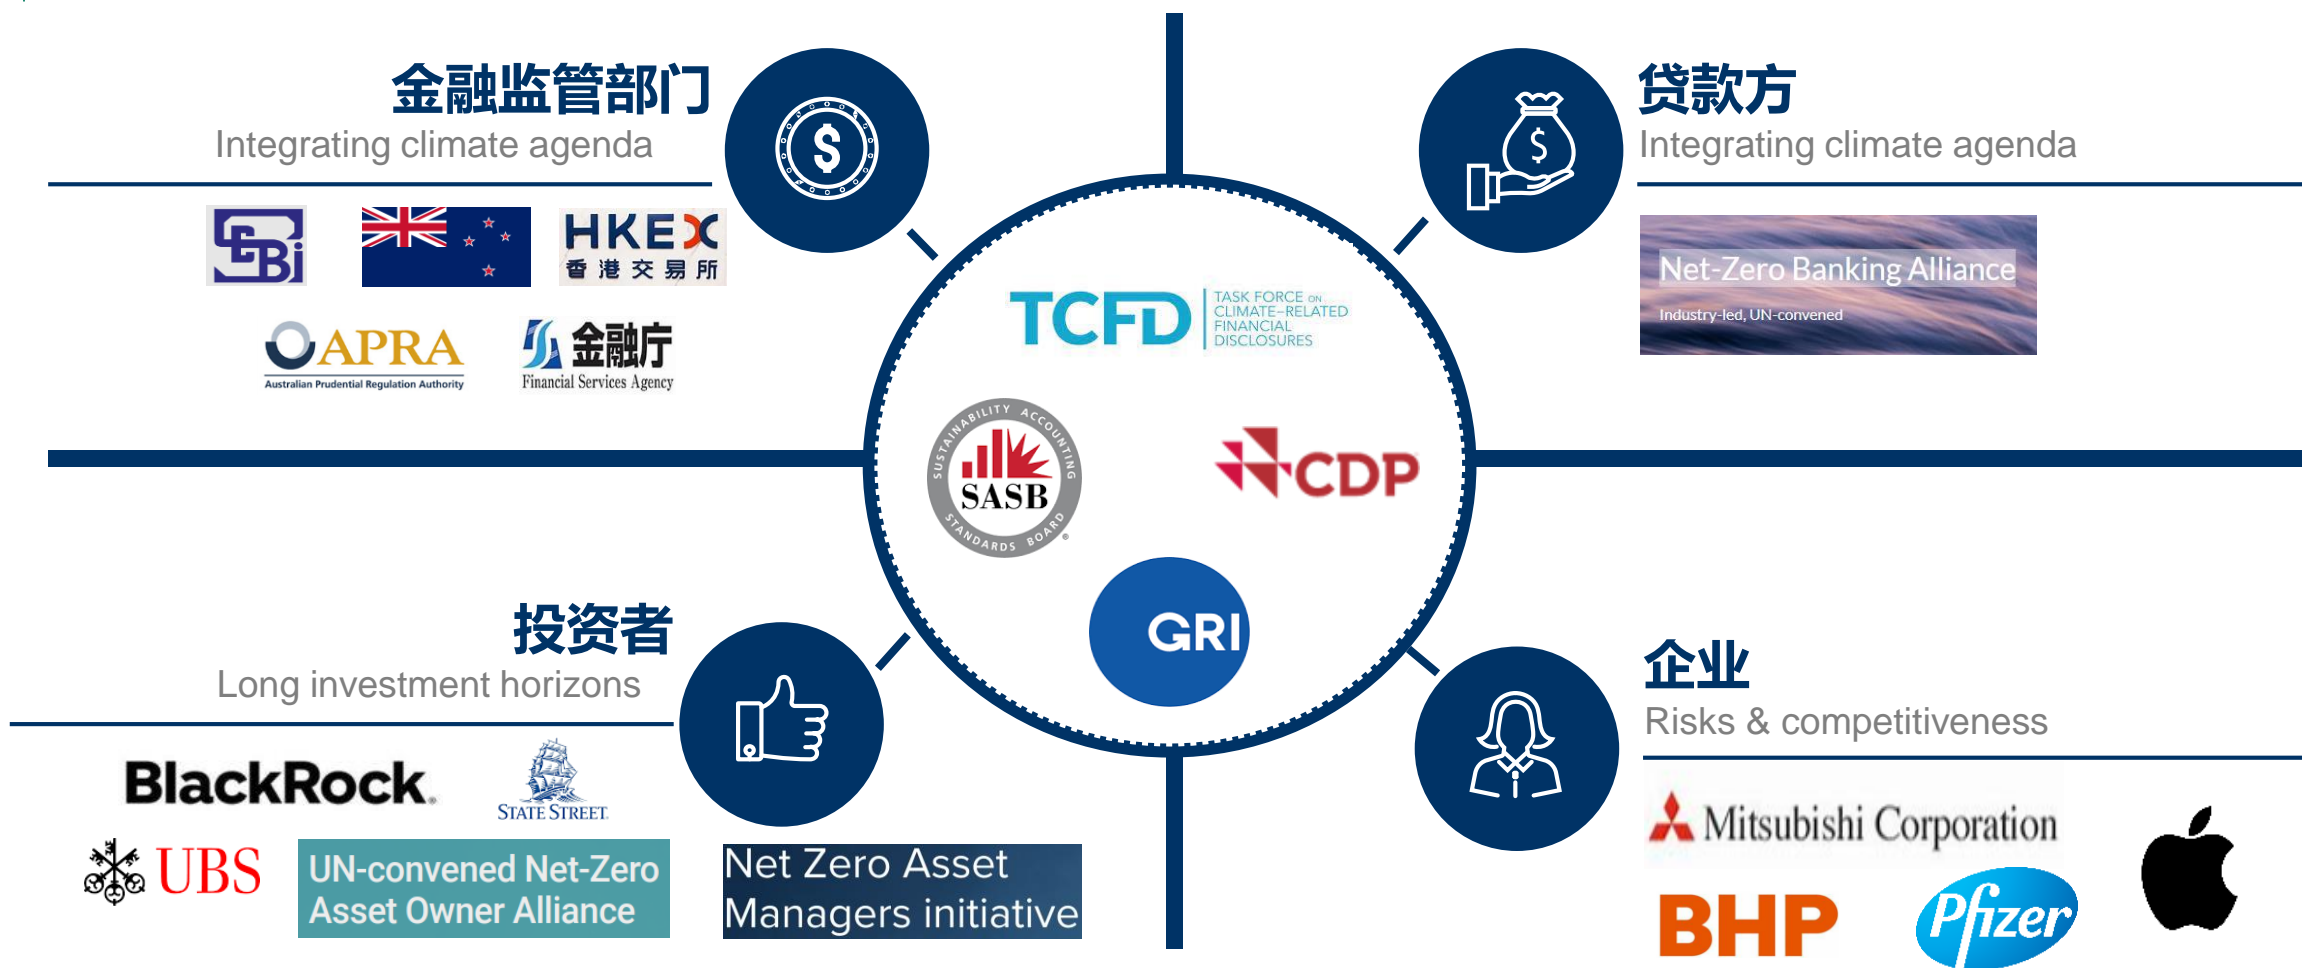 金融监管部门
Integrating climate agenda
SEBI
HKEX
香港交易所
APRA
Australian Prudential Regulation Authority
金融庁
Financial Services Agency
贷款方
Integrating climate agenda
Net-Zero Banking Alliance
Industry-led, UN-convened
TCFD
TASK FORCE ON
CLIMATE-RELATED
FINANCIAL
DISCLOSURES
SUSTAINABILITY ACCOUNTING
SASB
STANDARDS BOARD
®
CDP
GRI
投资者
Long investment horizons
BlackRock®
STATE STREET
UBS
UN-convened Net-Zero
Asset Owner Alliance
Net Zero Asset
Managers initiative
企业
Risks & competitiveness
Mitsubishi Corporation
BHP
Pfizer